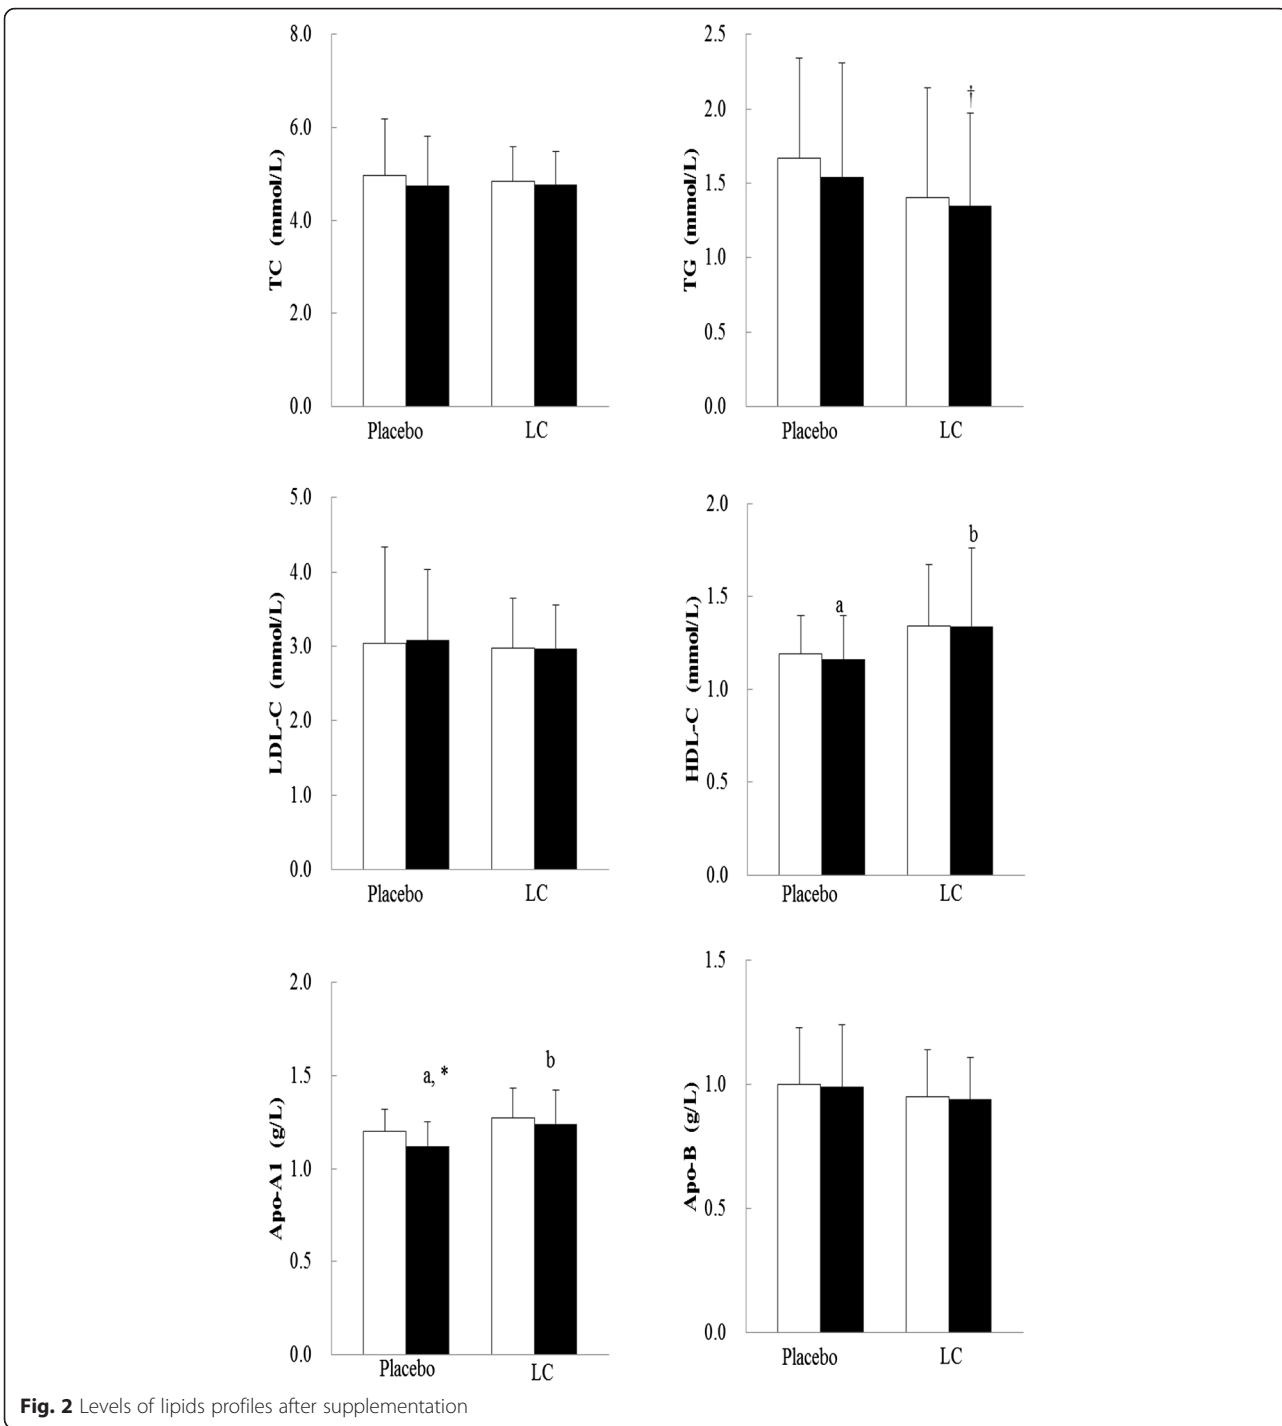 8.0
6.0
4.0
2.0
0.0
TC (mmol/L)
Placebo LC
2.5
2.0
1.5
1.0
0.5
0.0
TG (mmol/L)
†
Placebo LC
5.0
4.0
3.0
2.0
1.0
0.0
LDL-C (mmol/L)
Placebo LC
2.0
1.5
1.0
0.5
0.0
HDL-C (mmol/L)
a
b
Placebo LC
2.0
1.5
1.0
0.5
0.0
Apo-A1 (g/L)
a, *
b
Placebo LC
1.5
1.0
0.5
0.0
Apo-B (g/L)
Placebo LC
Fig. 2 Levels of lipids profiles after supplementation